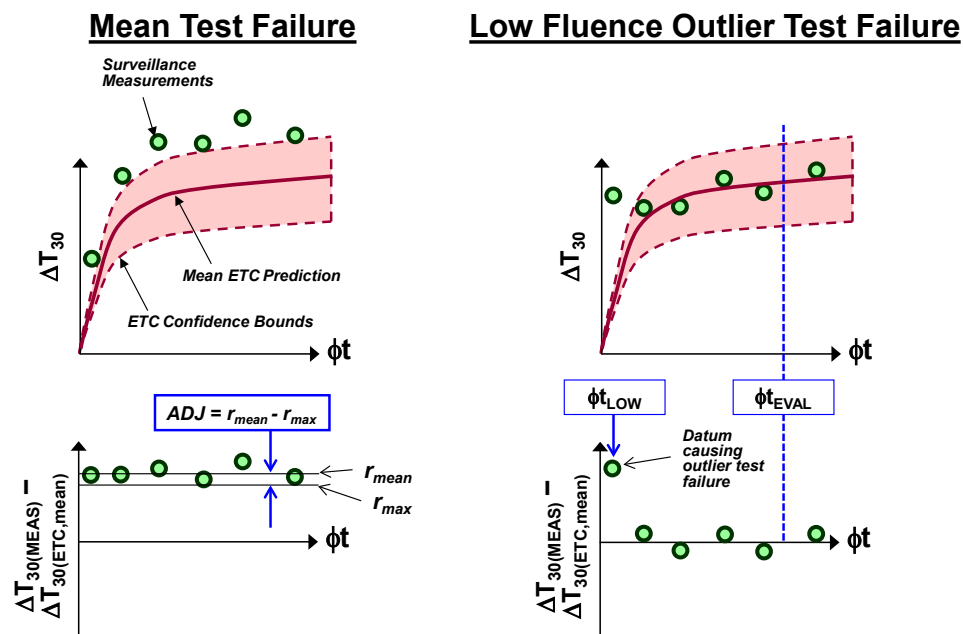 Mean Test Failure
Surveillance
Measurements
ΔT30
Mean ETC Prediction
ETC Confidence Bounds
ϕt
ADJ = rmean - rmax
rmean
rmax
ΔT30(MEAS) –
ΔT30(ETC,mean)
ϕt
Low Fluence Outlier Test Failure
ΔT30
ϕt
ϕtLOW
ϕtEVAL
Datum
causing
outlier test
failure
ΔT30(MEAS) –
ΔT30(ETC,mean)
ϕt